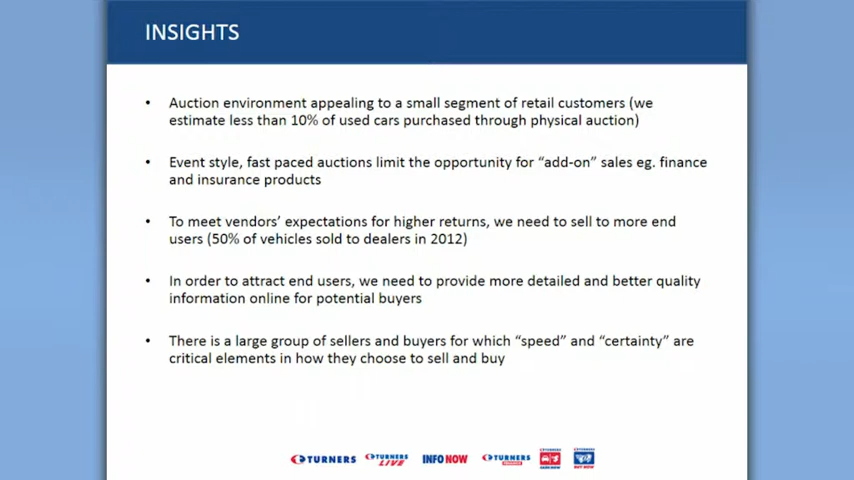 INSIGHTS
• Auction environment appealing to a small segment of retail customers (we
estimate less than 10% of used cars purchased through physical auction)
• Event style, fast paced auctions limit the opportunity for “add-on” sales eg. finance
and insurance products
• To meet vendors’ expectations for higher returns, we need to sell to more end
users (50% of vehicles sold to dealers in 2012)
• In order to attract end users, we need to provide more detailed and better quality
information online for potential buyers
• There is a large group of sellers and buyers for which “speed” and “certainty” are
critical elements in how they choose to sell and buy
TURNERS
TURNERS
LIVE
INFO NOW
TURNERS